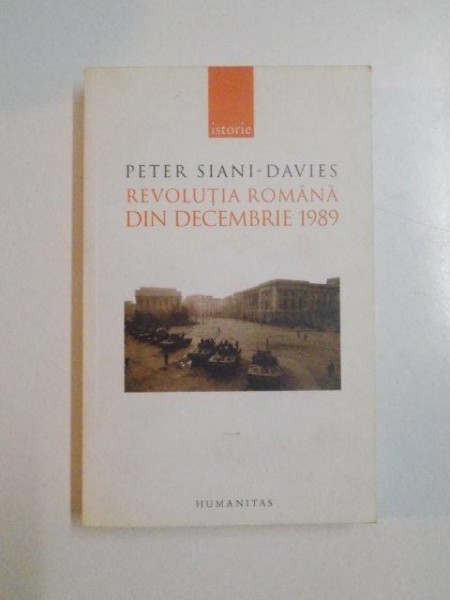 istorie
PETER SIANI-DAVIES
REVOLUȚIA ROMÂNĂ
DIN DECEMBRIE 1989
HUMANITAS